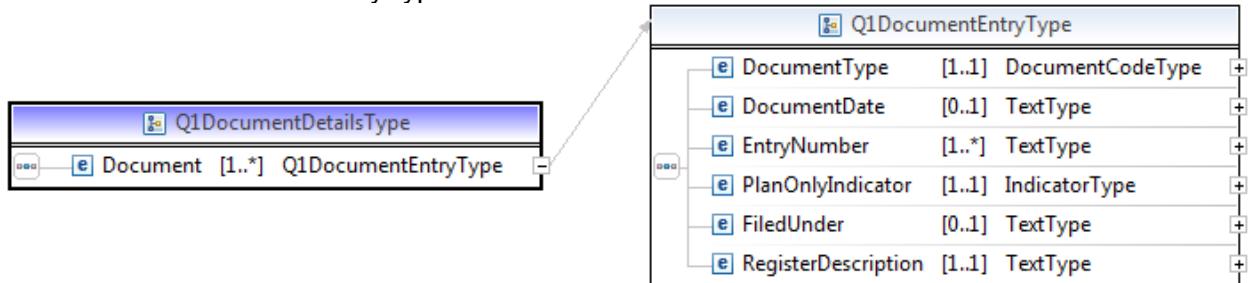 Q1DocumentEntryType
e DocumentType [1..1] DocumentCodeType
e DocumentDate [0..1] TextType
e EntryNumber [1..*] TextType
e PlanOnlyIndicator [1..1] IndicatorType
e FiledUnder [0..1] TextType
e RegisterDescription [1..1] TextType
Q1DocumentDetailsType
e Document [1..*] Q1DocumentEntryType